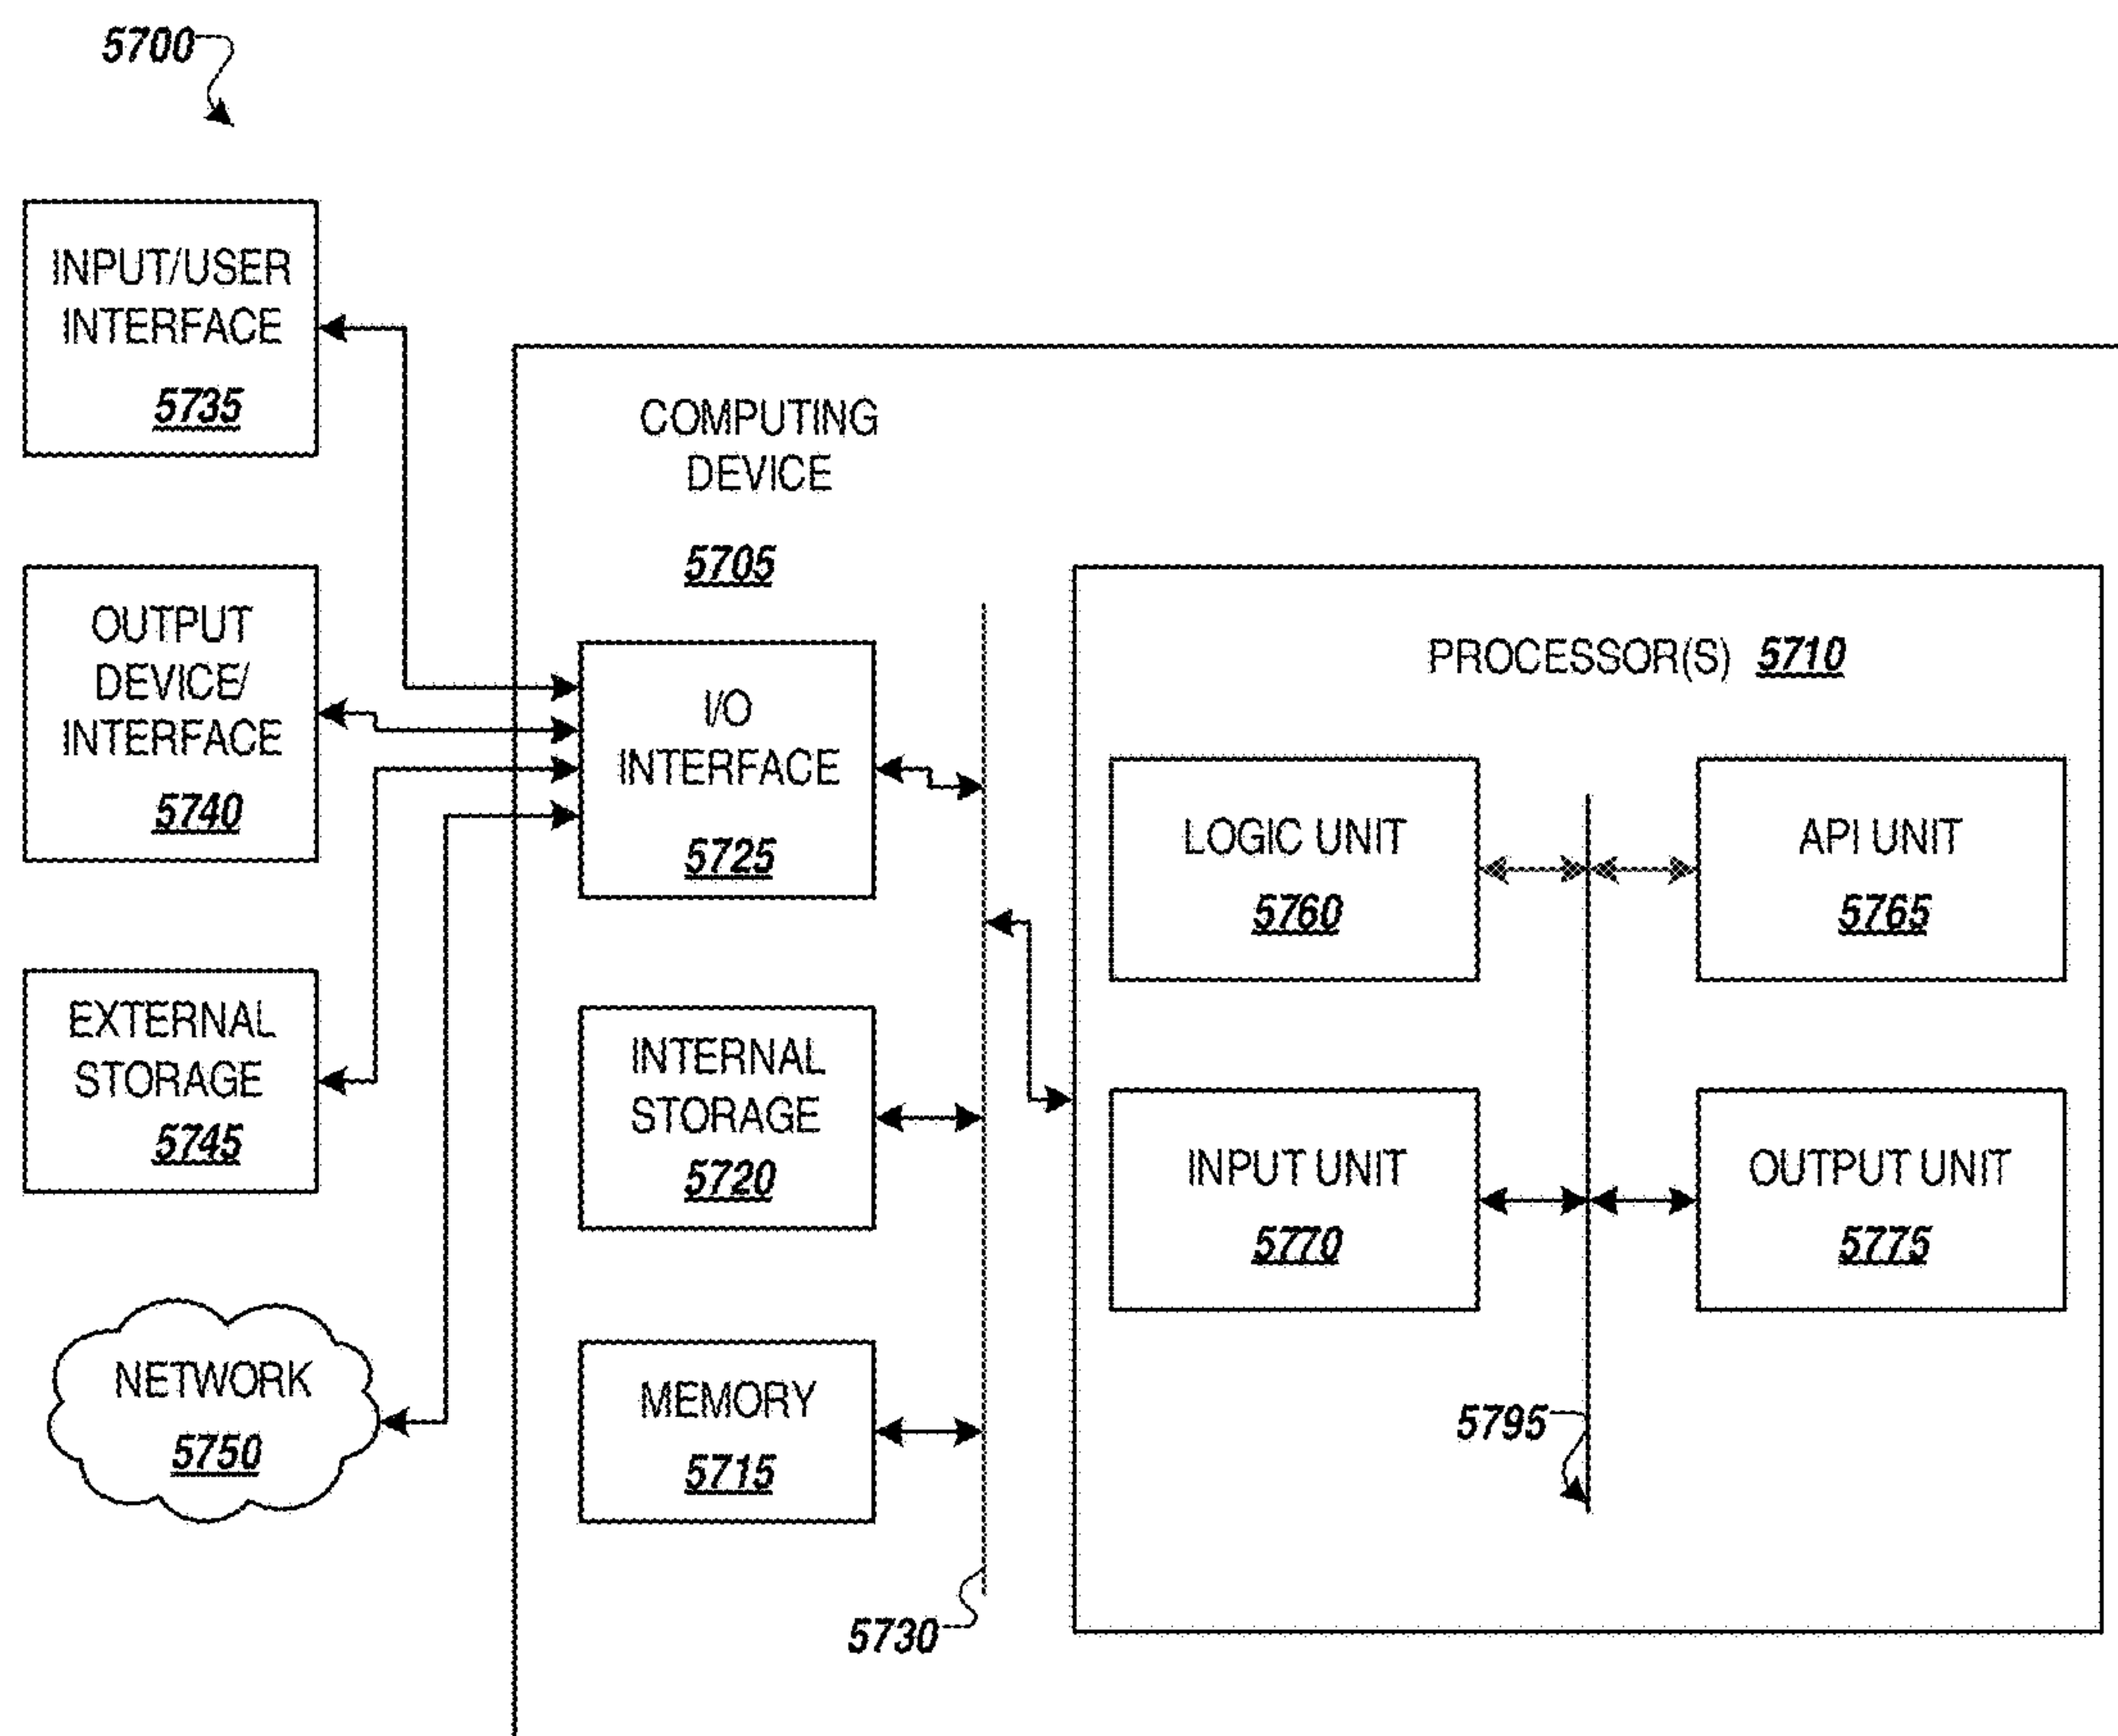 5700
INPUT/USER
INTERFACE
5735
OUTPUT
DEVICE/
INTERFACE
5740
EXTERNAL
STORAGE
5745
NETWORK
5750
COMPUTING
DEVICE
5705
I/O
INTERFACE
5725
INTERNAL
STORAGE
5720
MEMORY
5715
5730
PROCESSOR(S) 5710
LOGIC UNIT
5760
API UNIT
5765
INPUT UNIT
5770
OUTPUT UNIT
5775
5795